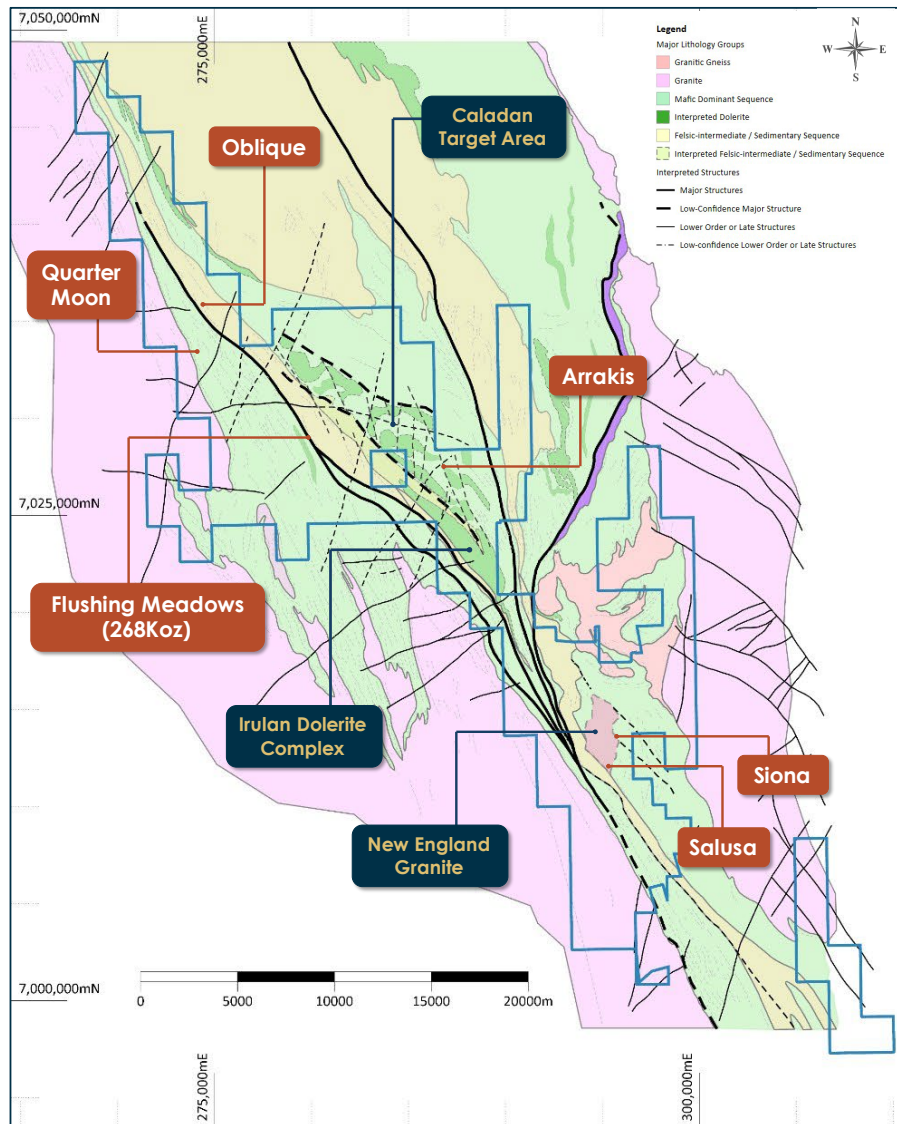 7,050,000mN
275,000mE
Legend
Major Lithology Groups
Granitic Gneiss
Granite
Mafic Dominant Sequence
Interpreted Dolerite
Felsic-intermediate / Sedimentary Sequence
Interpreted Felsic-intermediate / Sedimentary Sequence
Interpreted Structures
Major Structures
Low-Confidence Major Structure
Lower Order or Late Structures
Low-confidence Lower Order or Late Structures
N
W
E
S
Caladan
Target Area
Oblique
Quarter
Moon
Arrakis
7,025,000mN
Flushing Meadows
(268Koz)
Irulan Dolerite
Complex
Siona
New England
Granite
Salusa
7,000,000mN
0
5000
10000
15000
20000m
275,000mE
300,000mE